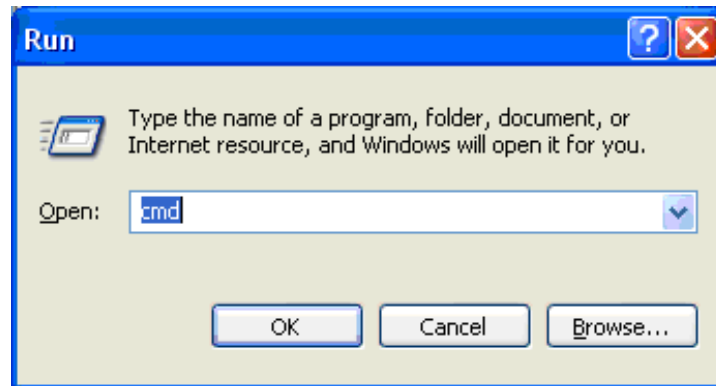 Run
Type the name of a program, folder, document, or
Internet resource, and Windows will open it for you.
Open: cmd
OK Cancel Browse...